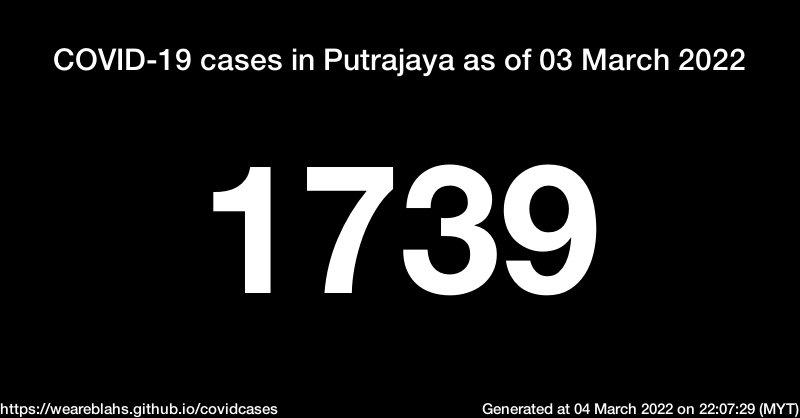 COVID-19 cases in Putrajaya as of 03 March 2022
1739
https://weareblahs.github.io/covidcases
Generated at 04 March 2022 on 22:07:29 (MYT)